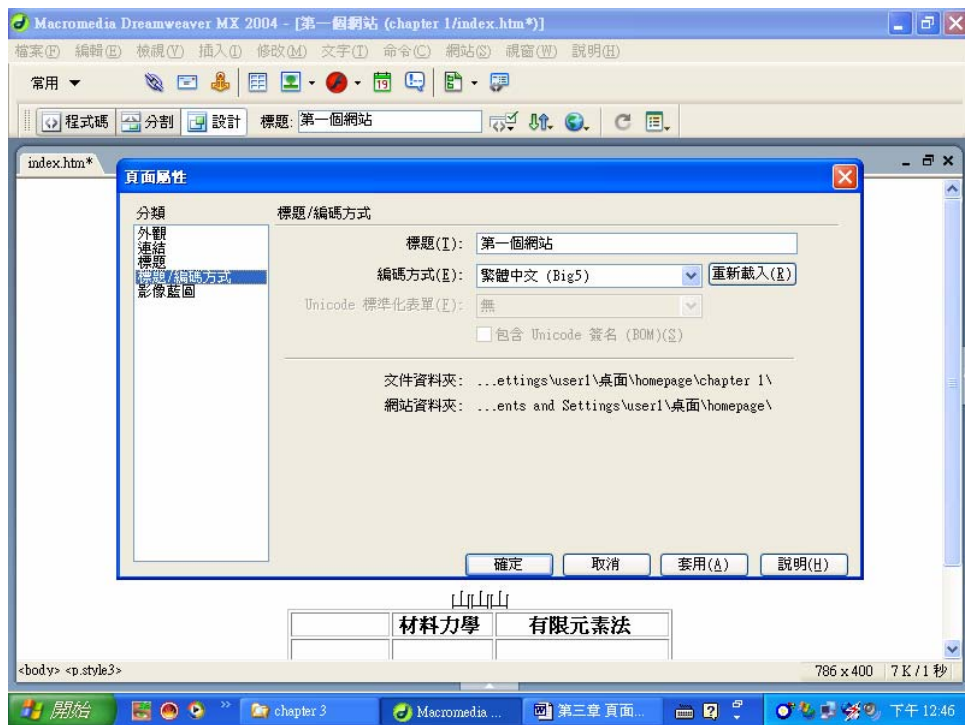 Macromedia Dreamweaver MX 2004 - [第一個網站 (chapter 1/index.htm*)]
檔案(F) 編輯(E) 檢視(V) 插入(I) 修改(M) 文字(T) 命令(C) 網站(S) 視窗(W) 說明(H)
常用
19
程式碼 分割 設計 標題: 第一個網站
index.htm*
頁面屬性
分類
外觀
連結
標題
標題/編碼方式
影像藍圖
標題/編碼方式
標題(T): 第一個網站
編碼方式(E): 繁體中文 (Big5) 重新載入(R)
Unicode 標準化表單(F): 無
包含 Unicode 簽名 (BOM)(S)
文件資料夾: ...ettings\user1\桌面\homepage\chapter 1\
網站資料夾: ...ents and Settings\user1\桌面\homepage\
確定 取消 套用(A) 說明(H)
材料力學 有限元素法
<body> <p.style3> 786 x 400 7 K / 1 秒
開始 chapter 3 Macromedia ... 第三章 頁面... 下午 12:46